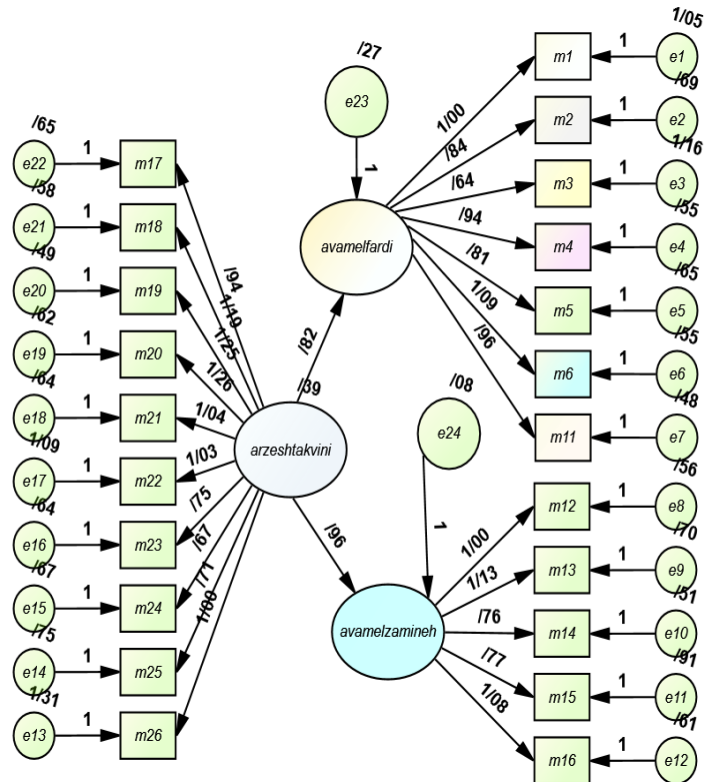 /65
e22 1 m17
/58
e21 1 m18
/49
e20 1 m19
/62
e19 1 m20
/64
e18 1 m21
1/09
e17 1 m22
/64
e16 1 m23
/67
e15 1 m24
/75
e14 1 m25
1/31
e13 1 m26
/94
1/19
1/25
1/26
1/04
1/03
/75
/67
/71
1/00
/39
arzeshtakvini
/82
/96
/27
e23
1
avamelfardi
/08
e24
1
avamelzamineh
1/00
/84
/64
/94
/81
1/09
/96
1/00
1/13
/76
/77
1/08
1/05
m1 1 e1
/69
m2 1 e2
1/16
m3 1 e3
/55
m4 1 e4
/65
m5 1 e5
/55
m6 1 e6
/48
m11 1 e7
/56
m12 1 e8
/70
m13 1 e9
/51
m14 1 e10
/91
m15 1 e11
/61
m16 1 e12